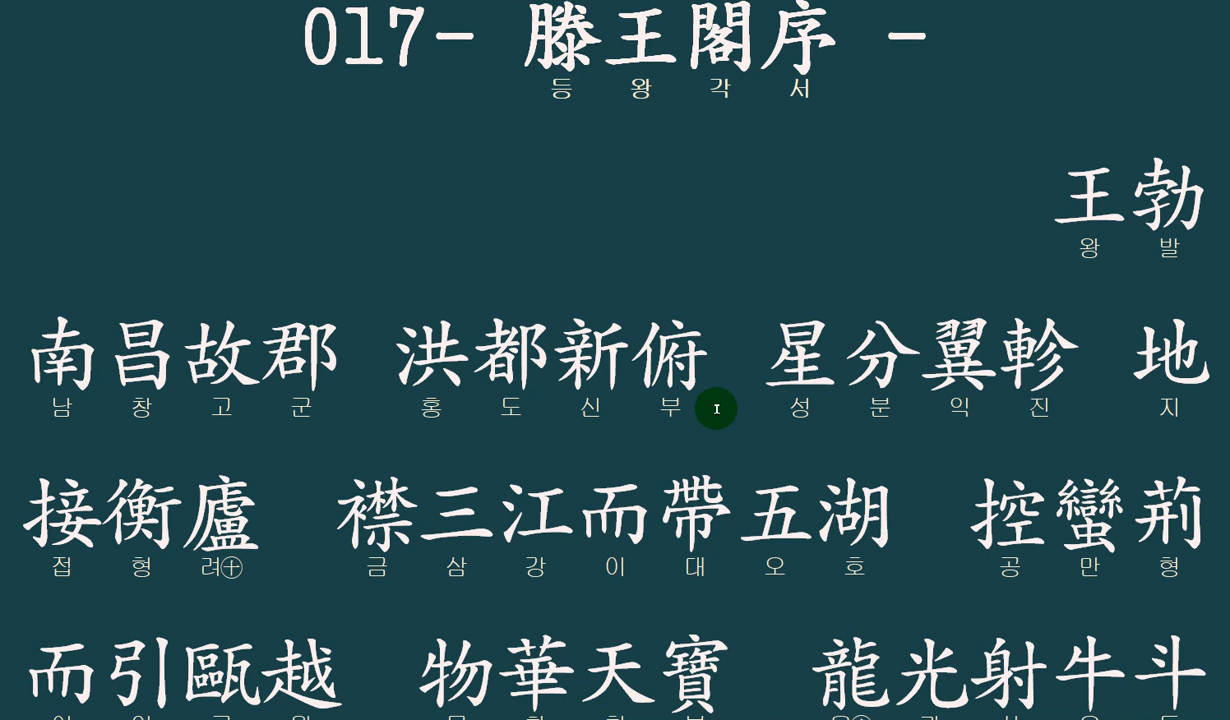 017- 滕王閣序 -
등 왕 각 서
王勃
왕 발
南昌故郡 洪都新府 星分翼軫 地
남 창 고 군 홍 도 신 부 성 분 익 진 지
接衡廬 襟三江而帶五湖 控蠻荊
접 형 려㊉ 금 삼 강 이 대 오 호 공 만 형
而引甌越 物華天寶 龍光射牛斗